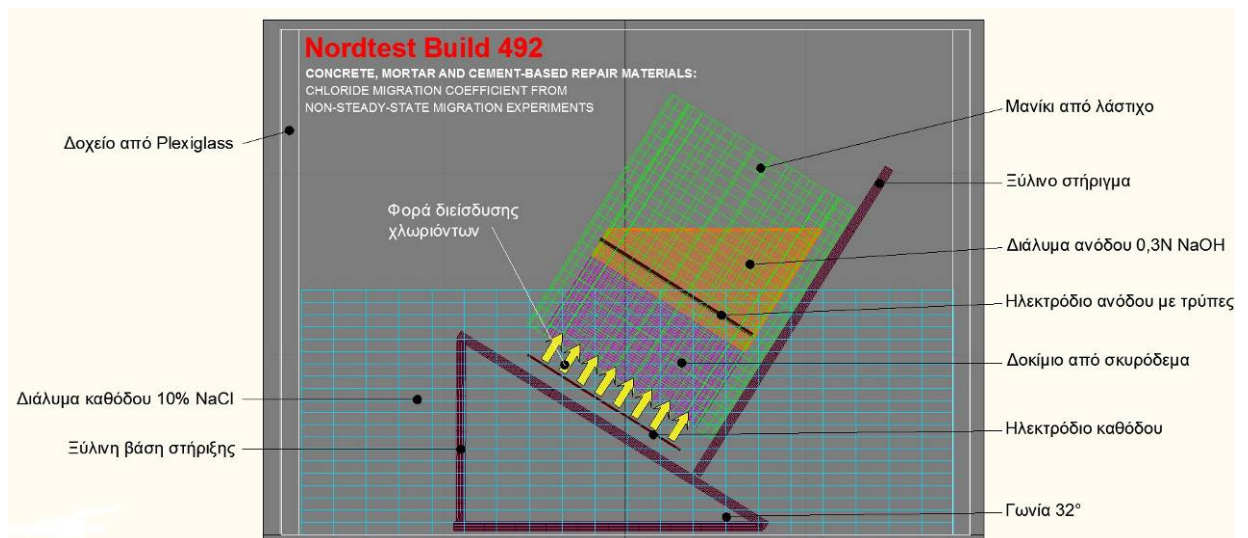 Nordtest Build 492
CONCRETE, MORTAR AND CEMENT-BASED REPAIR MATERIALS:
CHLORIDE MIGRATION COEFFICIENT FROM
NON-STEADY-STATE MIGRATION EXPERIMENTS
Δοχείο από Plexiglass
Φορά διείσδυσης
χλωριόντων
Διάλυμα καθόδου 10% NaCl
Ξύλινη βάση στήριξης
Μανίκι από λάστιχο
Ξύλινο στήριγμα
Διάλυμα ανόδου 0,3N NaOH
Ηλεκτρόδιο ανόδου με τρύπες
Δοκίμιο από σκυρόδεμα
Ηλεκτρόδιο καθόδου
Γωνία 32°